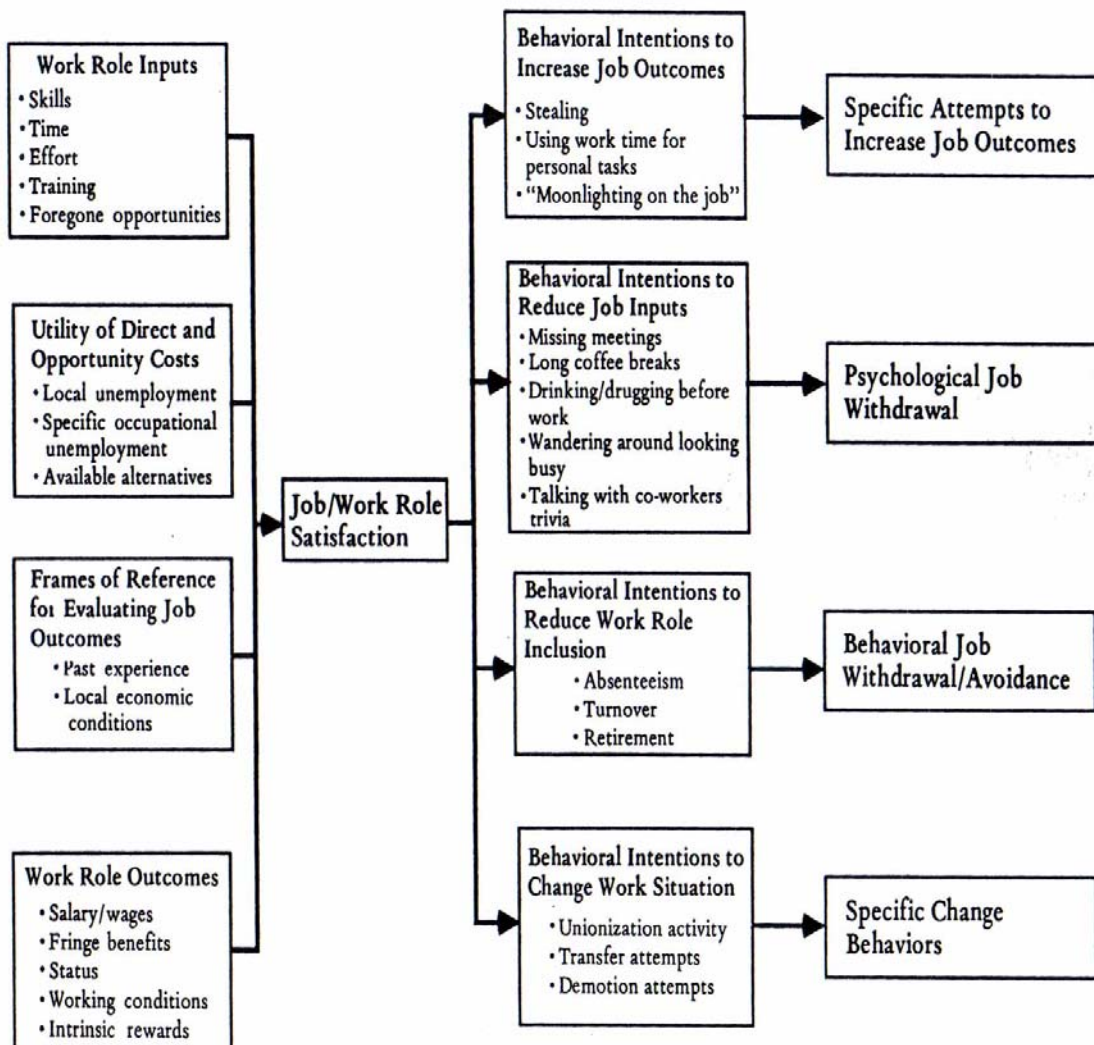 Work Role Inputs
• Skills
• Time
• Effort
• Training
• Foregone opportunities
Utility of Direct and
Opportunity Costs
• Local unemployment
• Specific occupational
unemployment
• Available alternatives
Frames of Reference
for Evaluating Job
Outcomes
• Past experience
• Local economic
conditions
Work Role Outcomes
• Salary/wages
• Fringe benefits
• Status
• Working conditions
• Intrinsic rewards
Job/Work Role
Satisfaction
Behavioral Intentions to
Increase Job Outcomes
• Stealing
• Using work time for
personal tasks
• “Moonlighting on the job”
Behavioral Intentions to
Reduce Job Inputs
• Missing meetings
• Long coffee breaks
• Drinking/drugging before
work
• Wandering around looking
busy
• Talking with co-workers
trivia
Behavioral Intentions to
Reduce Work Role
Inclusion
• Absenteeism
• Turnover
• Retirement
Behavioral Intentions to
Change Work Situation
• Unionization activity
• Transfer attempts
• Demotion attempts
Specific Attempts to
Increase Job Outcomes
Psychological Job
Withdrawal
Behavioral Job
Withdrawal/Avoidance
Specific Change
Behaviors